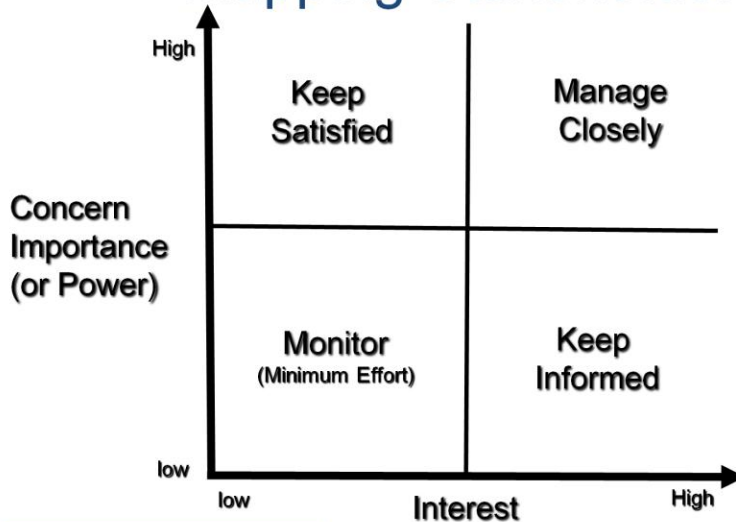 High
Keep
Satisfied
Manage
Closely
Concern
Importance
(or Power)
Monitor
(Minimum Effort)
Keep
Informed
low
low
Interest
High